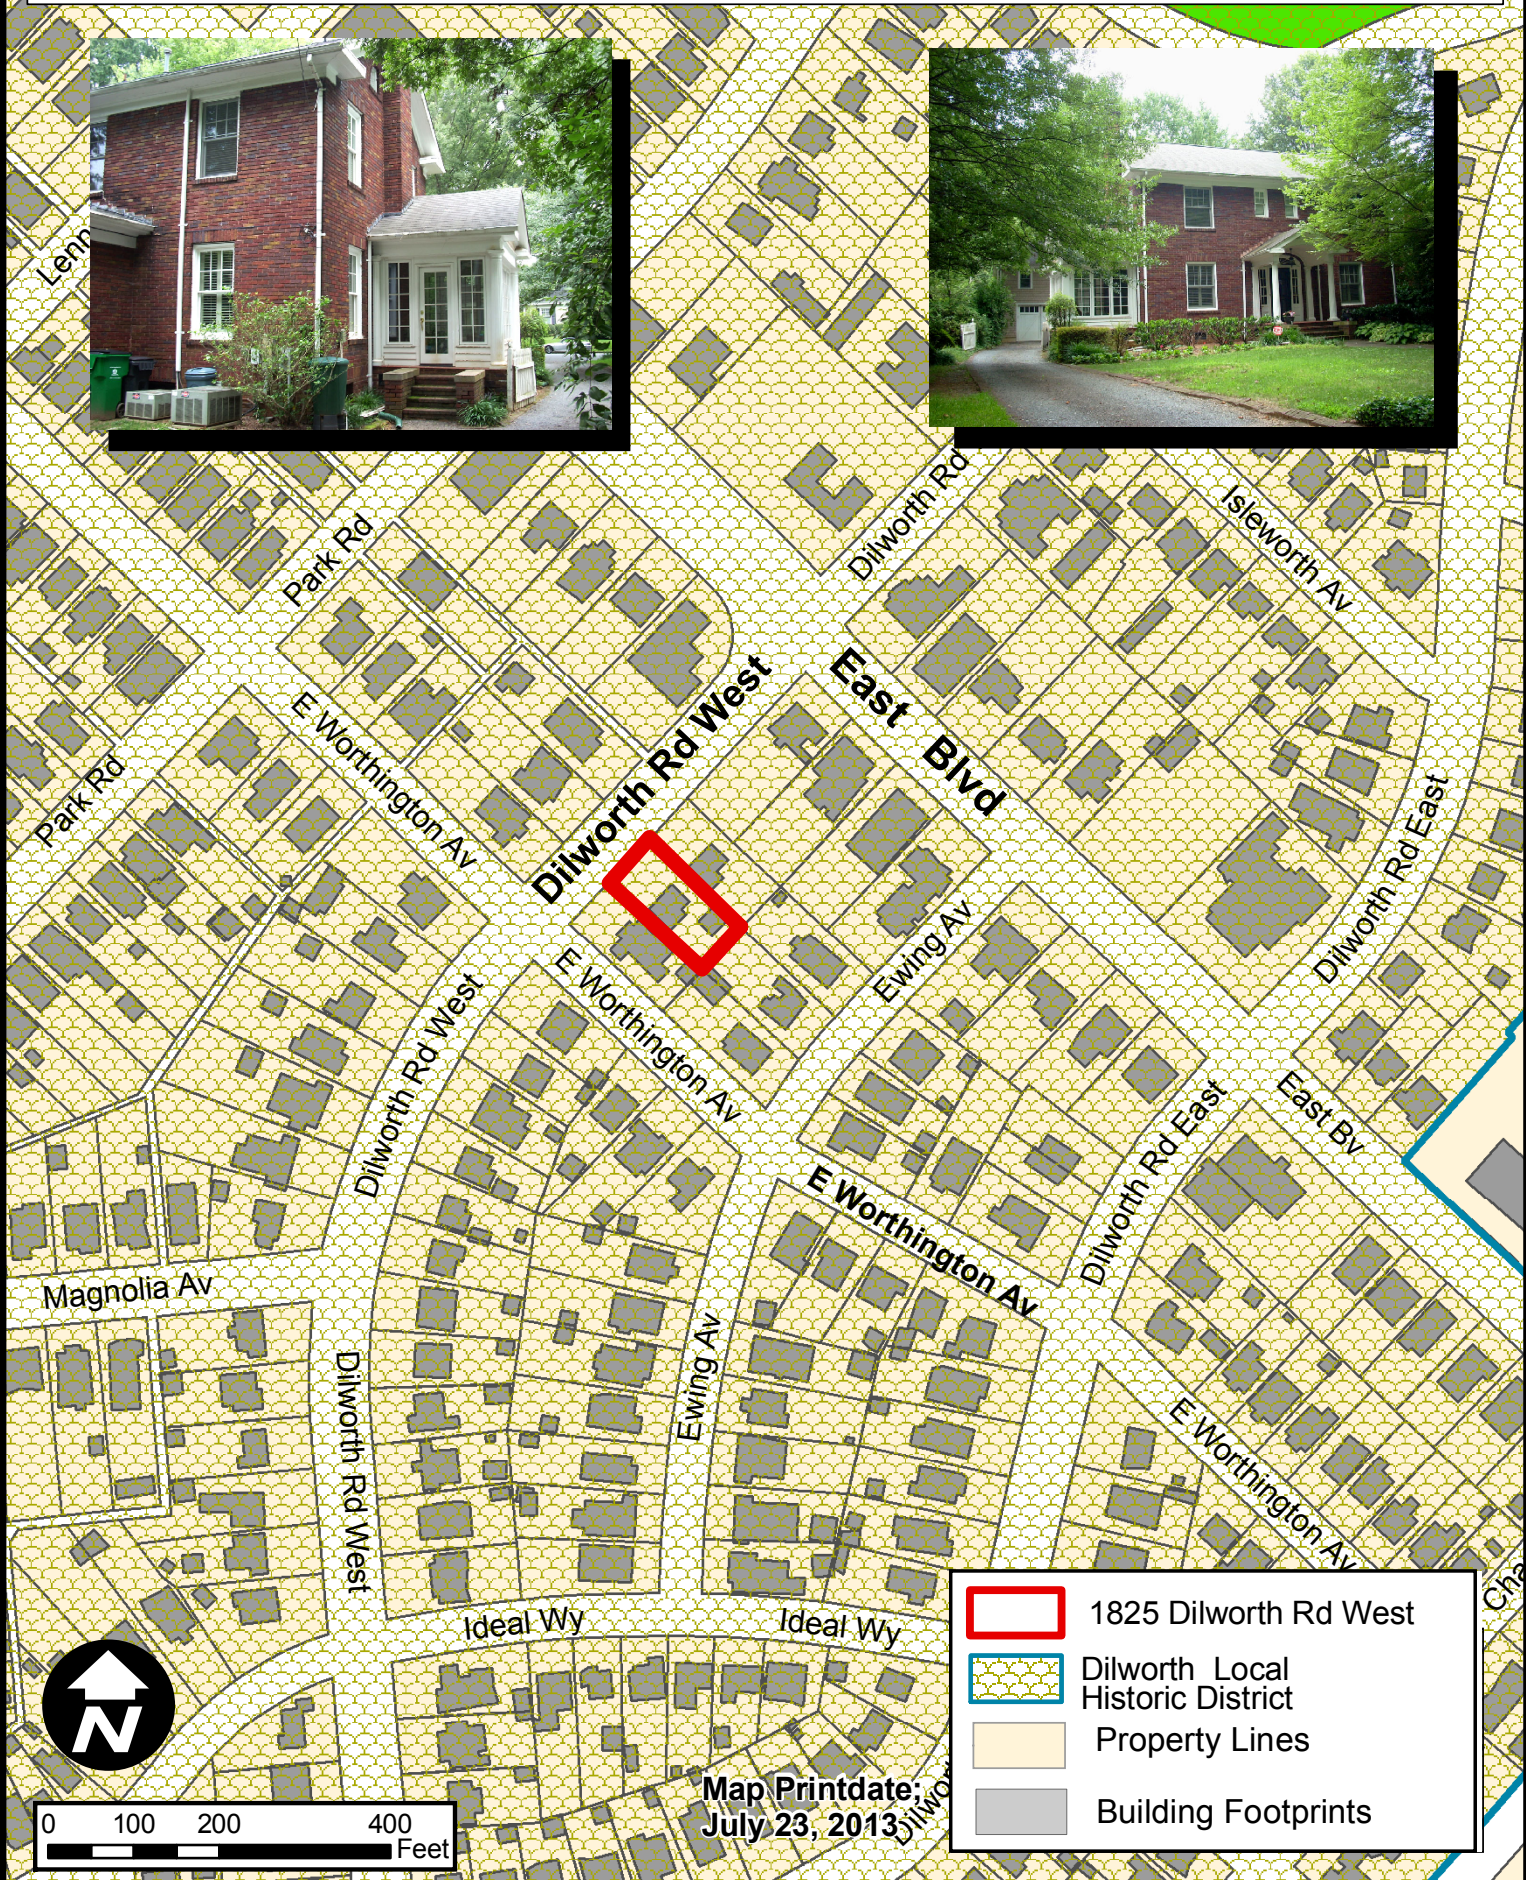 Lenn
Park Rd
Dilworth Rd
Isleworth Av
Dilworth Rd West
East Blvd
E Worthington Av
Park Rd
Dilworth Rd East
Ewing Av
E Worthington Av
Dilworth Rd West
East Bv
Dilworth Rd East
E Worthington Av
Magnolia Av
Ewing Av
Dilworth Rd West
E Worthington Av
Cha
Ideal Wy
Ideal Wy
1825 Dilworth Rd West
Dilworth Local
Historic District
Property Lines
Building Footprints
N
Map Printdate;
July 23, 2013
Dilwor
0 100 200 400
Feet